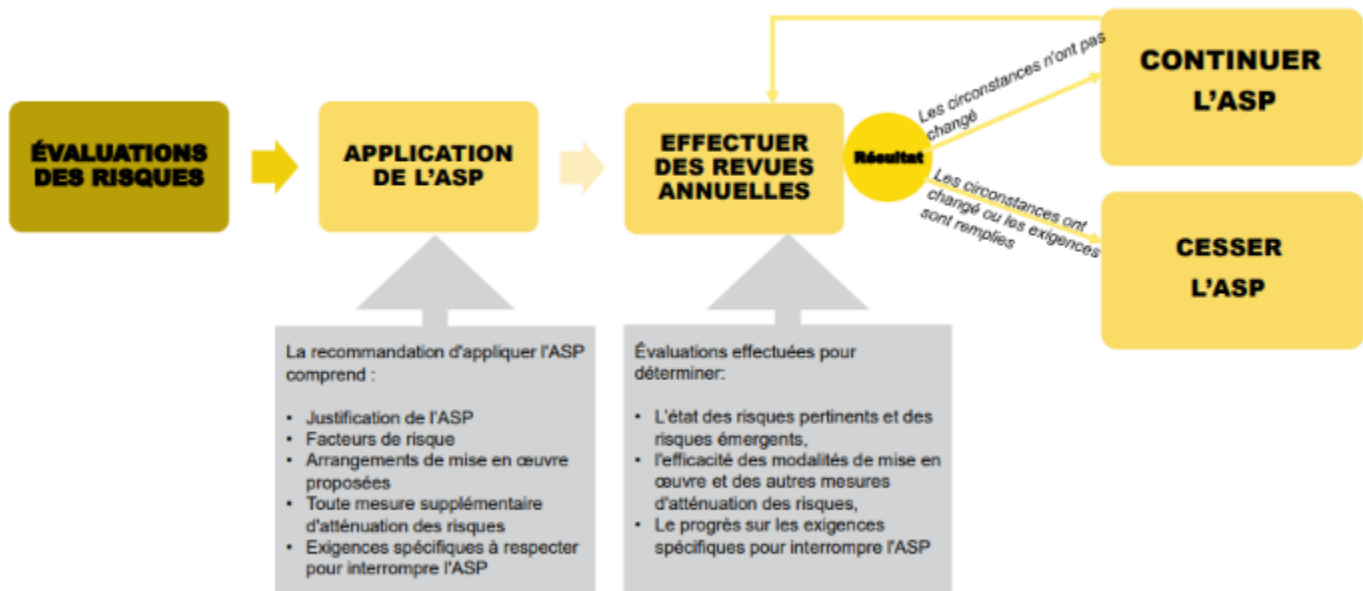 ÉVALUATIONS
DES RISQUES
APPLICATION
DE L'ASP
EFFECTUER
DES REVUES
ANNUELLES
Résultat
Les circonstances n'ont pas
changé
Les circonstances ont
changé ou les exigences
sont remplies
CONTINUER
L'ASP
CESSER
L'ASP
La recommandation d'appliquer l'ASP
comprend :
• Justification de l'ASP
• Facteurs de risque
• Arrangements de mise en œuvre
proposées
• Toute mesure supplémentaire
d'atténuation des risques
• Exigences spécifiques à respecter
pour interrompre l'ASP
Évaluations effectuées pour
déterminer:
• L'état des risques pertinents et des
risques émergents,
• l'efficacité des modalités de mise en
œuvre et des autres mesures
d'atténuation des risques,
• Le progrès sur les exigences
spécifiques pour interrompre l'ASP